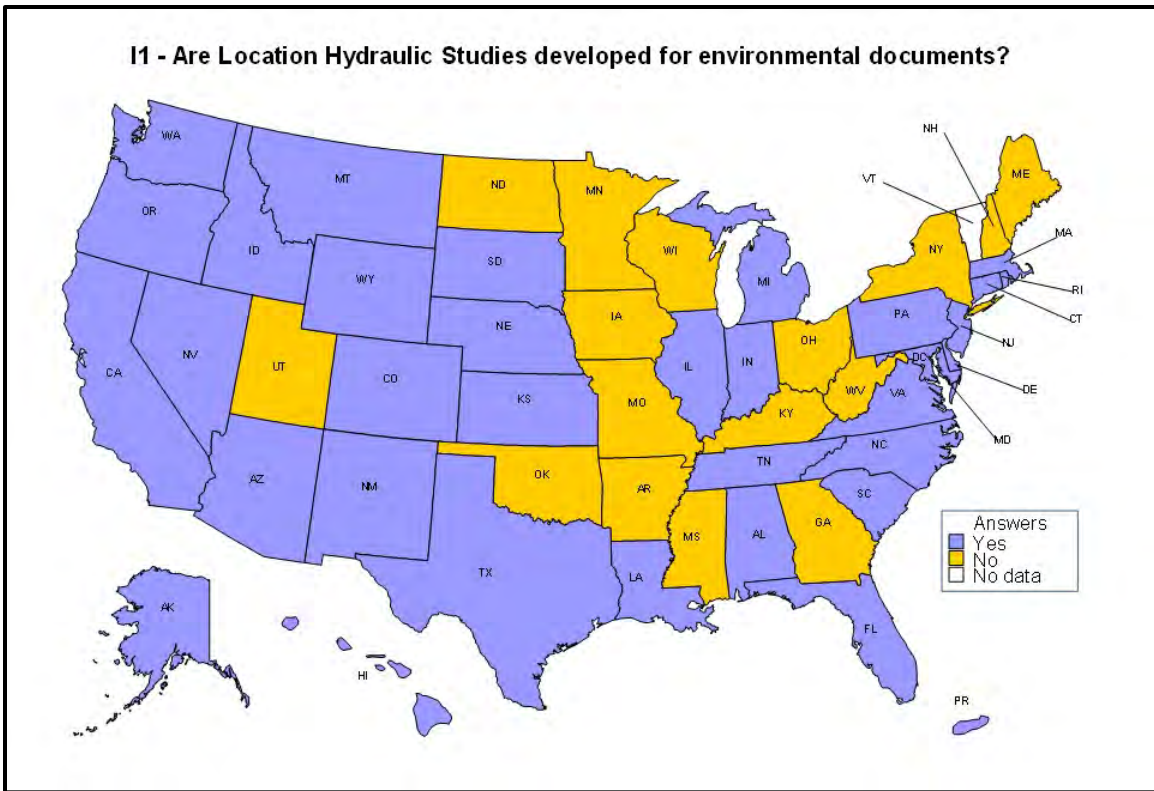 I1 - Are Location Hydraulic Studies developed for environmental documents?
WA
NH
MT
ND
MN
VT
ME
OR
ID
SD
WI
NY
MA
WY
MI
RI
PA
CT
NE
IA
OH
NJ
NV
UT
IL
IN
DC
CA
CO
WV
VA
DE
KS
MO
KY
MD
NC
TN
AZ
NM
OK
AR
SC
MS
AL
GA
Answers
Yes
No
No data
TX
LA
AK
FL
HI
PR